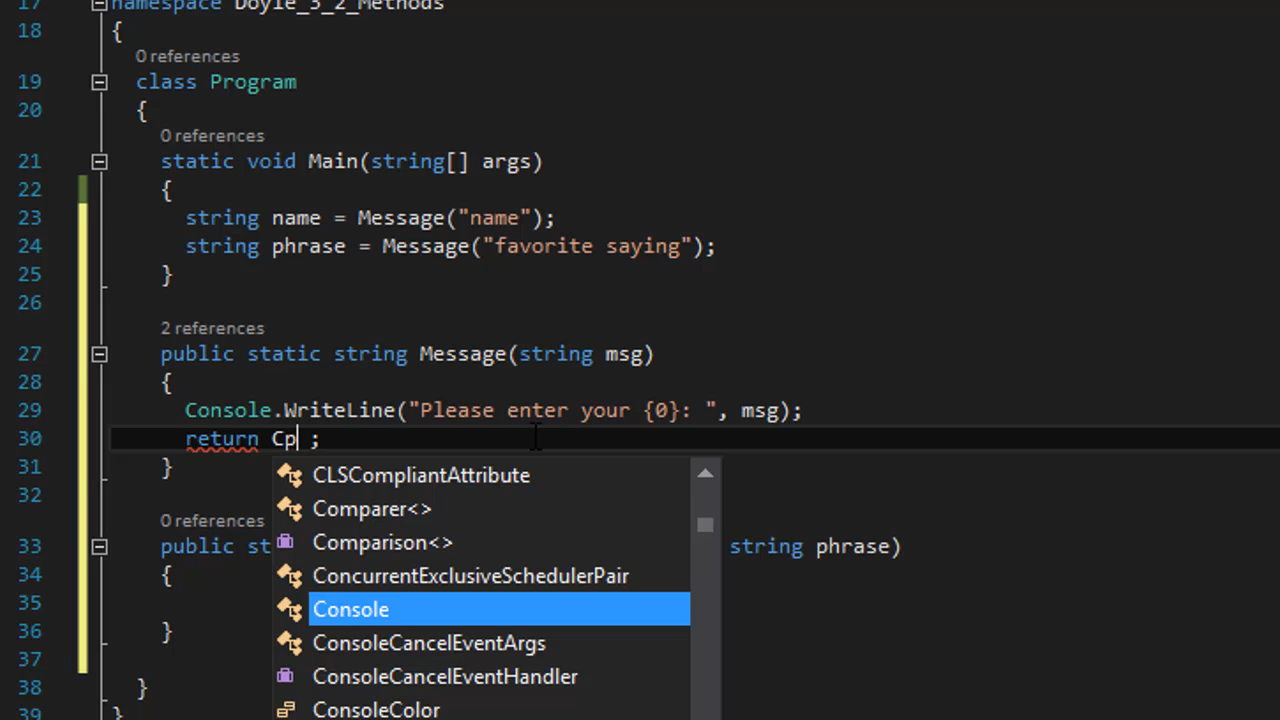 17 namespace Doyle_3_2_Methods
18 {
0 references
19 class Program
20 {
0 references
21 static void Main(string[] args)
22 {
23 string name = Message("name");
24 string phrase = Message("favorite saying");
25 }
26
2 references
27 public static string Message(string msg)
28 {
29 Console.WriteLine("Please enter your {0}: ", msg);
30 return Cp ;
31 }
CLSCompliantAttribute
32
Comparer<>
0 references
Comparison<>
33 public st string phrase)
34 {
ConcurrentExclusiveSchedulerPair
35
Console
36 }
ConsoleCancelEventArgs
37
ConsoleCancelEventHandler
38 }
ConsoleColor
39 }